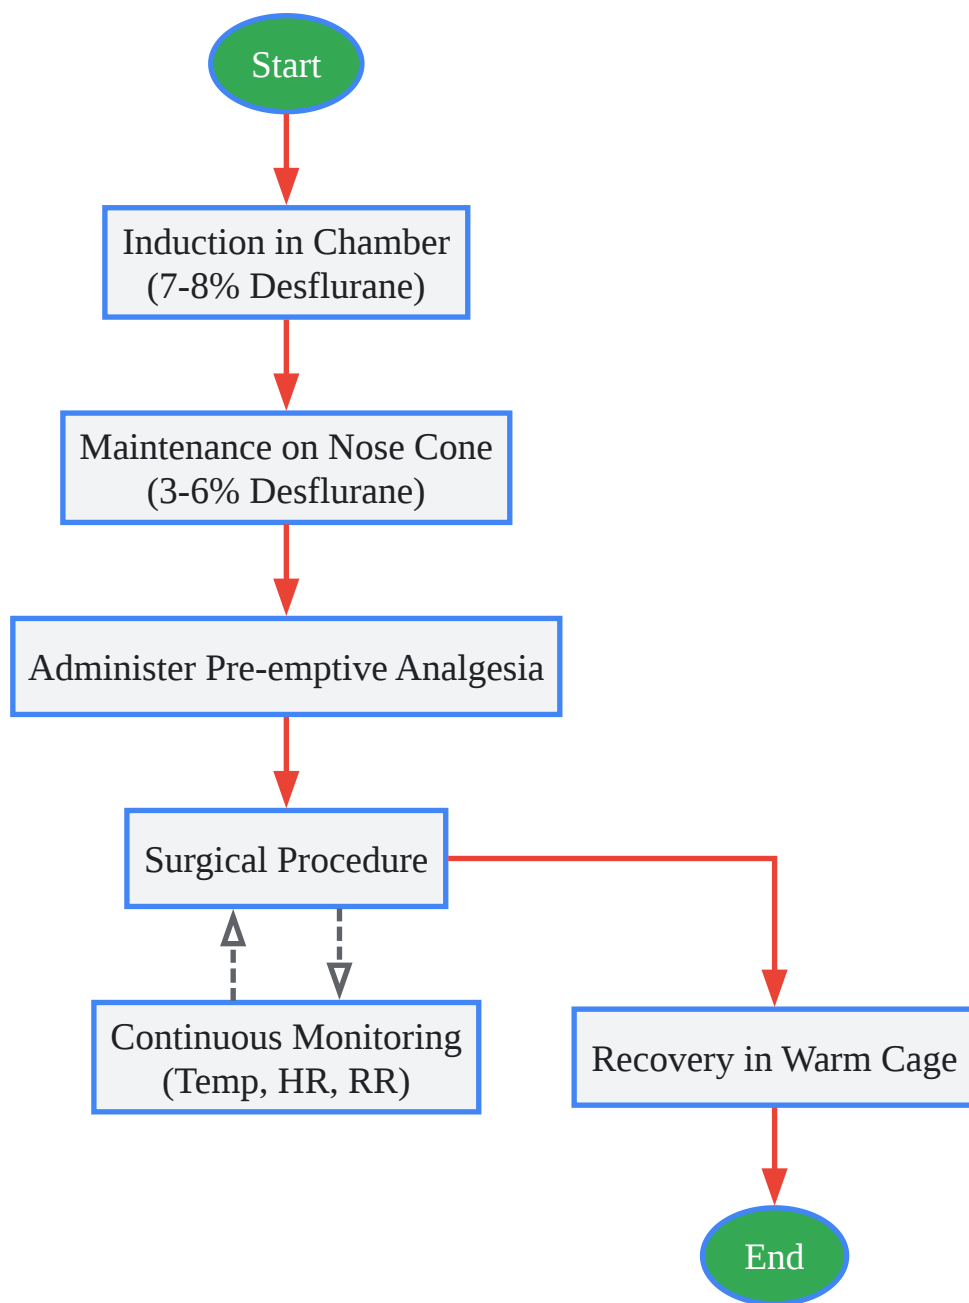 Start
Induction in Chamber
(7-8% Desflurane)
Maintenance on Nose Cone
(3-6% Desflurane)
Administer Pre-emptive Analgesia
Surgical Procedure
Continuous Monitoring
(Temp, HR, RR)
Recovery in Warm Cage
End